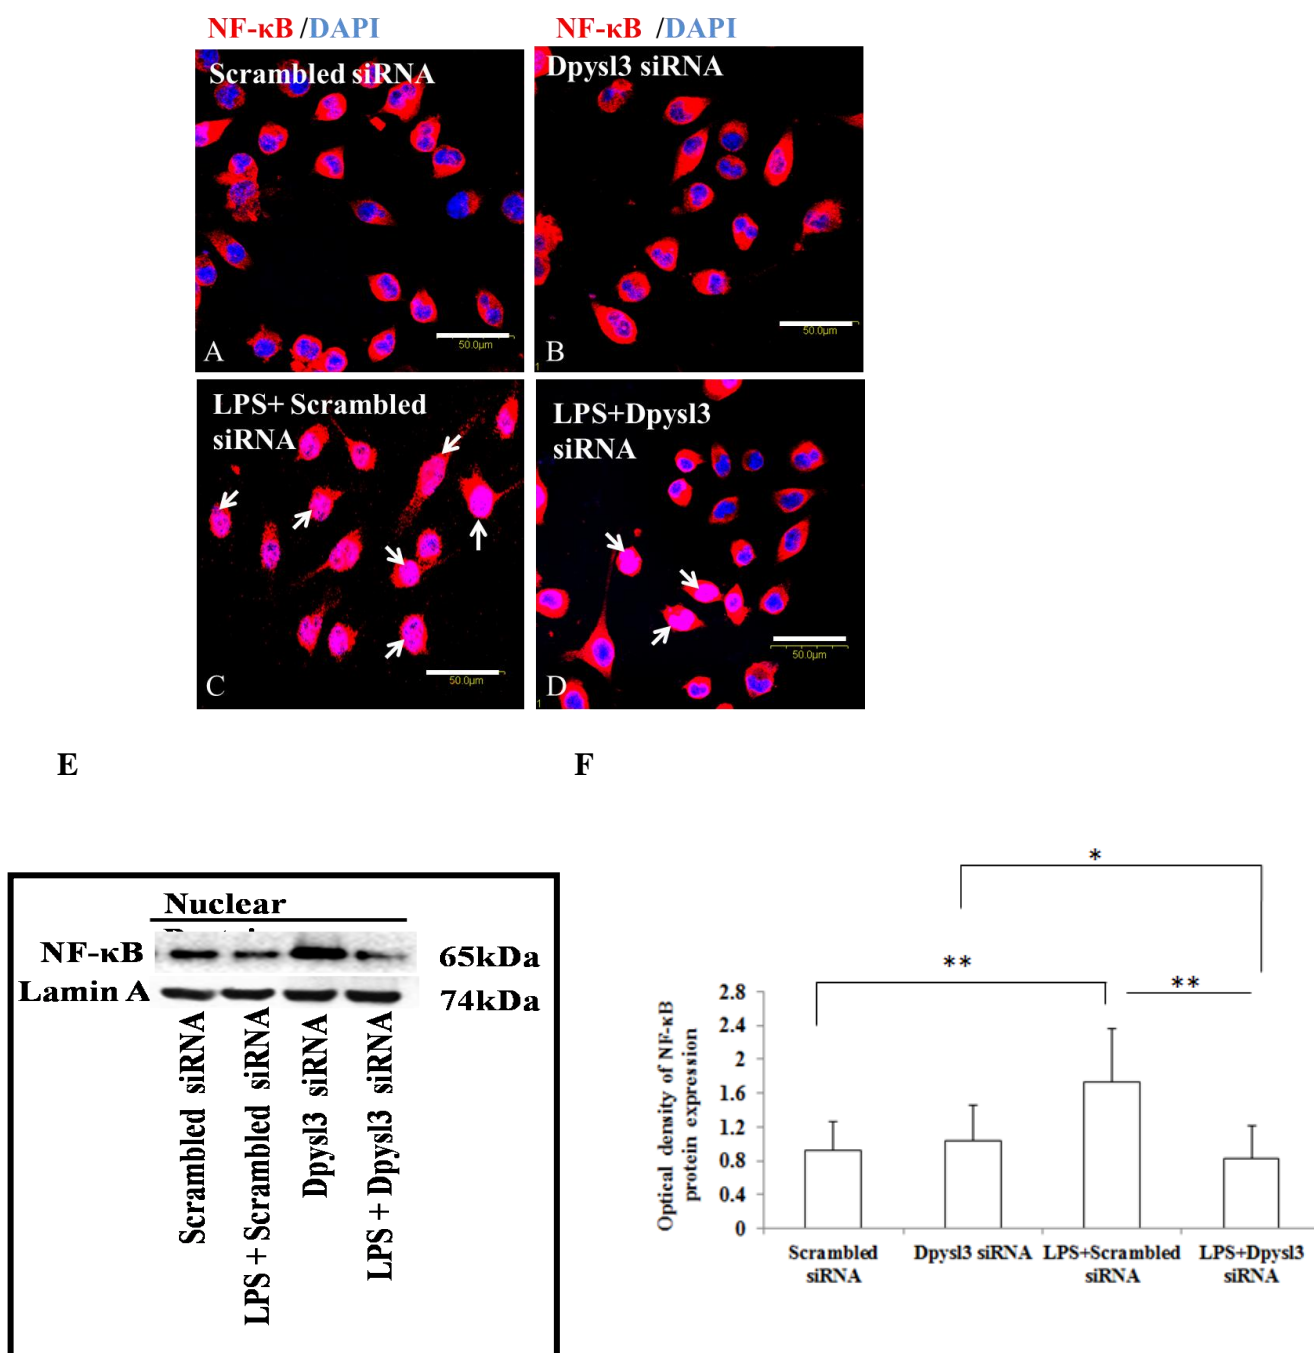 NF-κB /DAPI
NF-κB /DAPI
Scrambled siRNA
50.0µm
A
Dpysl3 siRNA
50.0µm
B
1
LPS+ Scrambled
siRNA
50.0µm
C
LPS+Dpysl3
siRNA
50.0µm
D
1
E
Nuclear
NF-κB
65kDa
Lamin A
74kDa
Scrambled siRNA
LPS + Scrambled siRNA
Dpysl3 siRNA
LPS + Dpysl3 siRNA
F
*
**
**
Optical density of NF-κB
protein expression
2.8
2.4
2
1.6
1.2
0.8
0.4
0
Scrambled
siRNA
Dpysl3 siRNA
LPS+Scrambled
siRNA
LPS+Dpysl3
siRNA